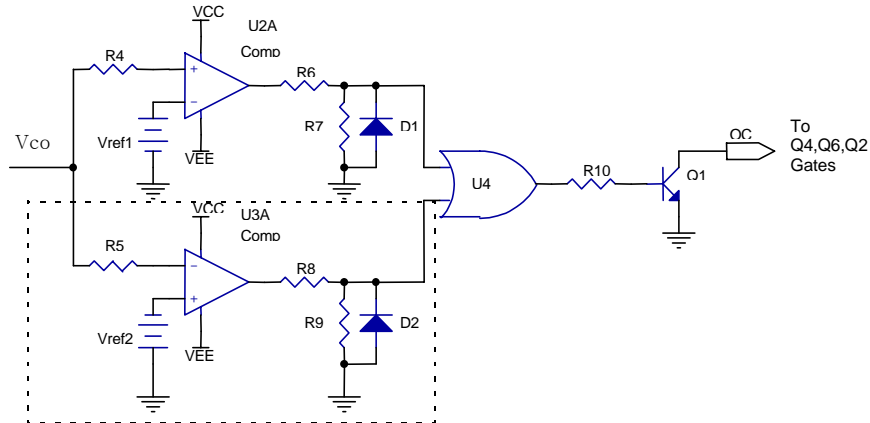 VCC
U2A
Comp
R4
R6
R7
D1
Vref1
VEE
Vco
U4
R10
Q1
OC
To
Q4,Q6,Q2
Gates
VCC
U3A
Comp
R5
R8
R9
D2
Vref2
VEE